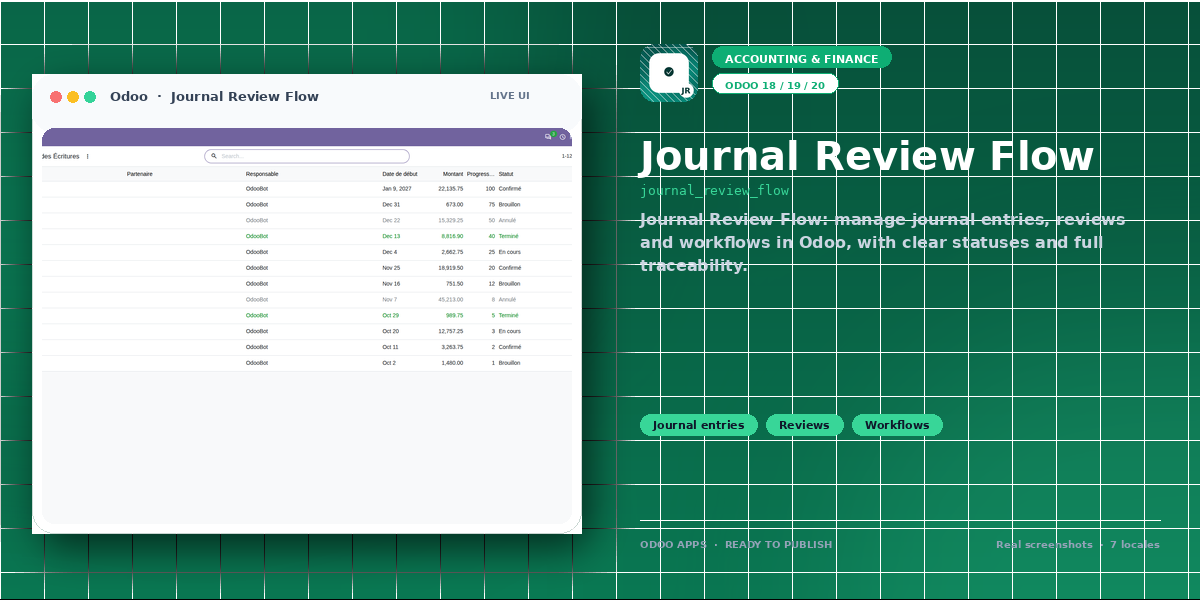 Odoo · Journal Review Flow
LIVE UI
des Écritures
Search...
1-12
Partenaire Responsable Date de début Montant Progress... Statut
OdooBot Jan 9, 2027 22,135.75 100 Confirmé
OdooBot Dec 31 673.00 75 Brouillon
OdooBot Dec 22 15,329.25 50 Annulé
OdooBot Dec 13 8,816.90 40 Terminé
OdooBot Dec 4 2,662.75 25 En cours
OdooBot Nov 25 18,919.50 20 Confirmé
OdooBot Nov 16 751.50 12 Brouillon
OdooBot Nov 7 45,213.00 8 Annulé
OdooBot Oct 29 989.75 5 Terminé
OdooBot Oct 20 12,757.25 3 En cours
OdooBot Oct 11 3,263.75 2 Confirmé
OdooBot Oct 2 1,480.00 1 Brouillon
JR
ACCOUNTING & FINANCE
ODOO 18 / 19 / 20
Journal Review Flow
journal_review_flow
Journal Review Flow: manage journal entries, reviews
and workflows in Odoo, with clear statuses and full
traceability.
Journal entries
Reviews
Workflows
ODOO APPS · READY TO PUBLISH
Real screenshots · 7 locales